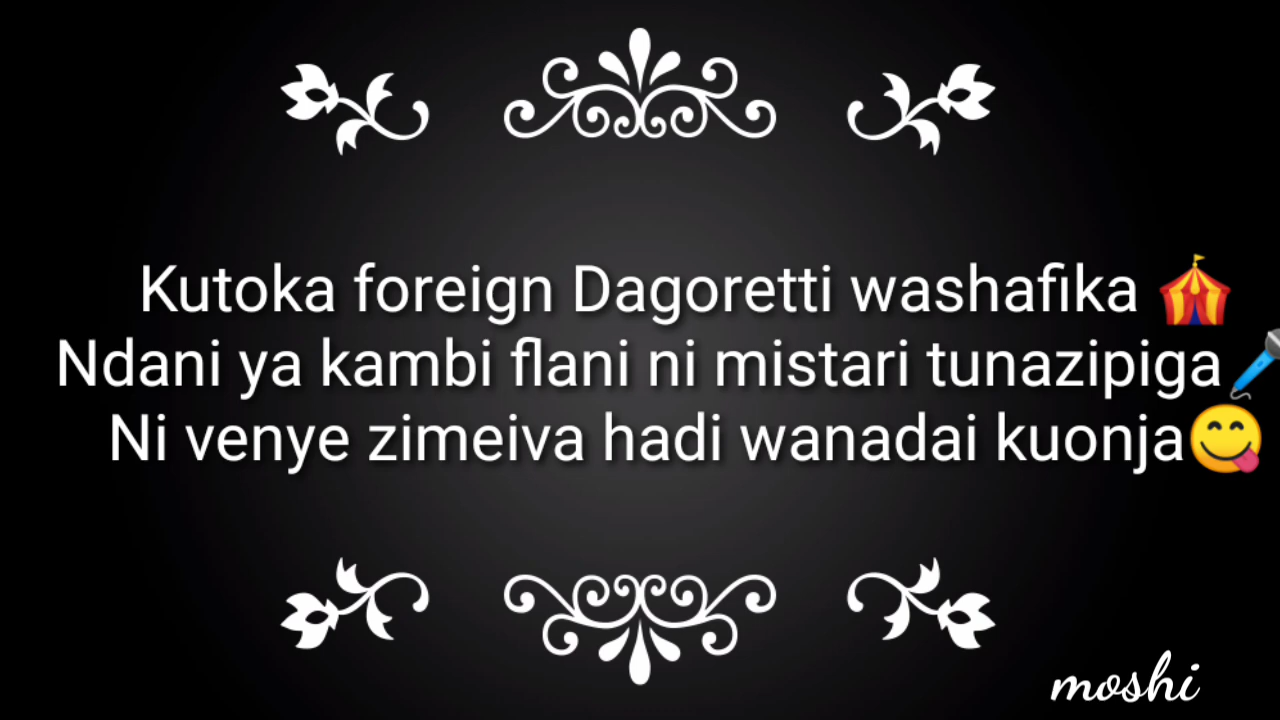 Kutoka foreign Dagoretti washafika 🎪
Ndani ya kambi flani ni mistari tunazipiga🎤
Ni venye zimeiva hadi wanadai kuonja😋
moshi